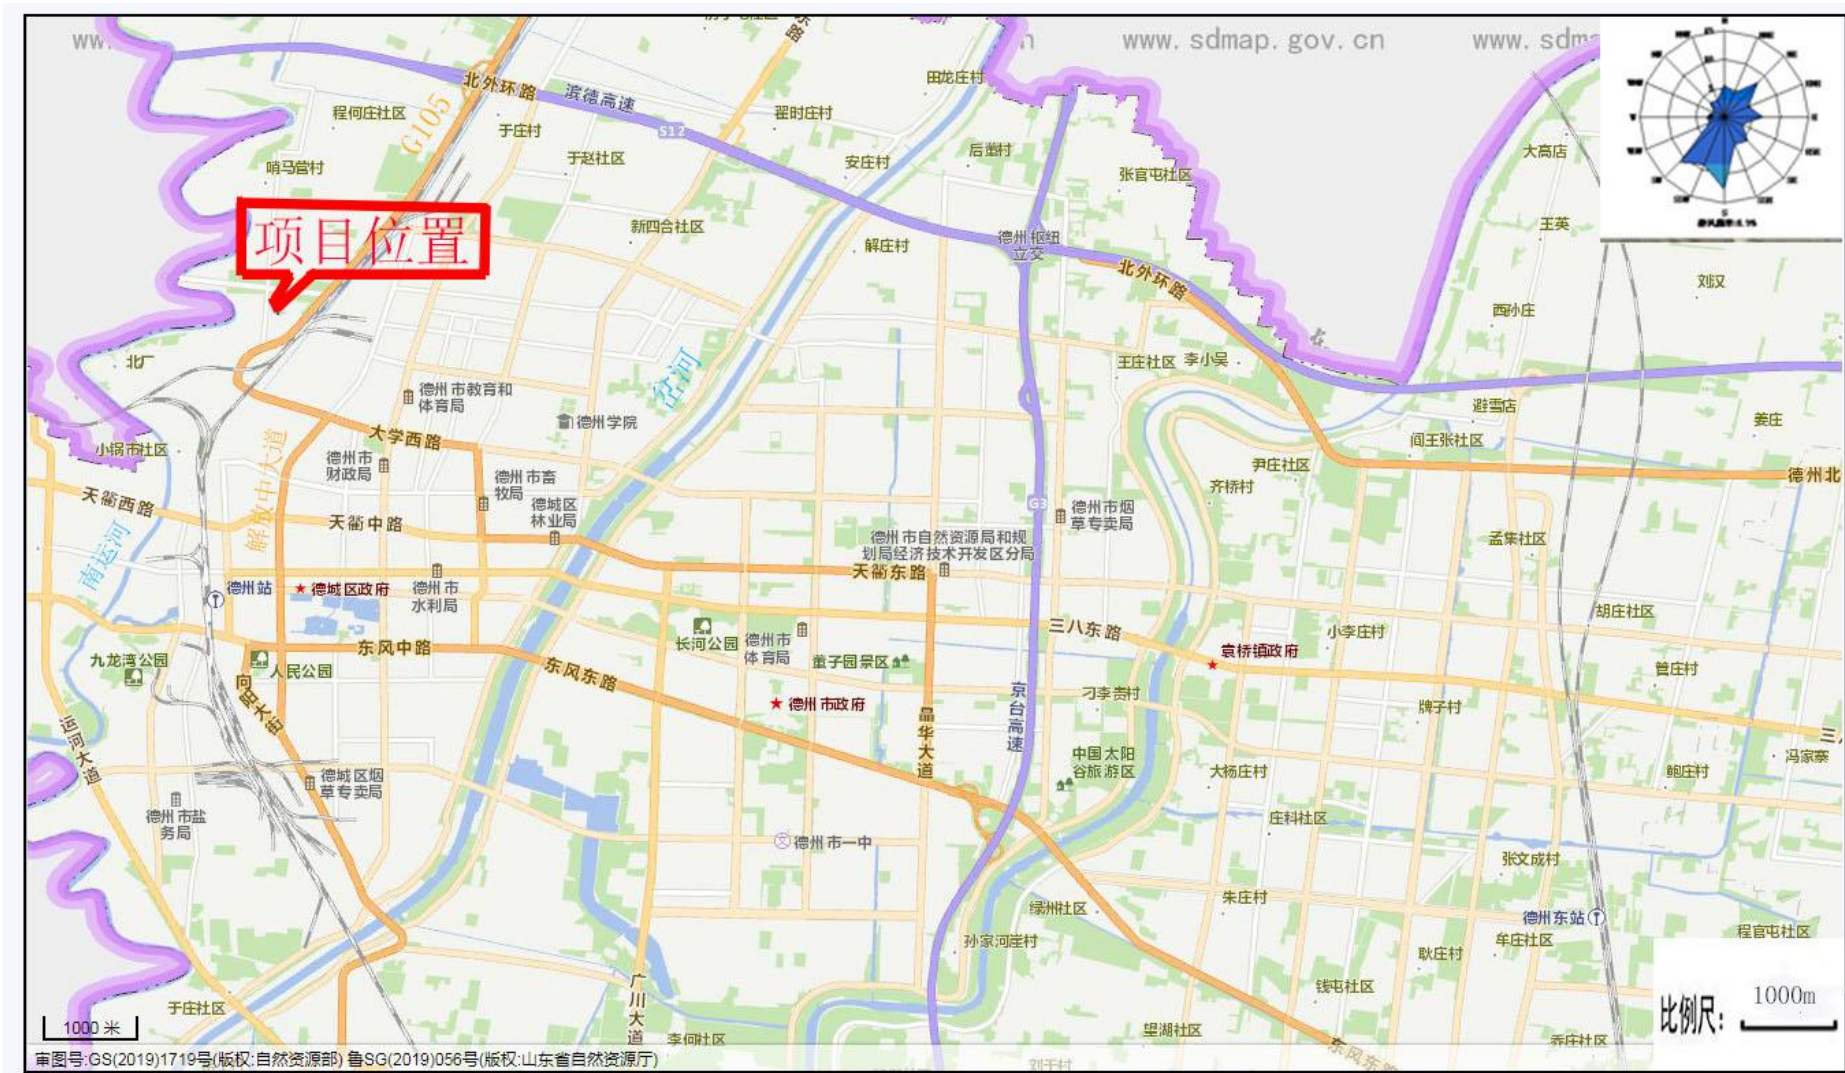 www.sdmap.gov.cn
北外环路
滨德高速
S12
田龙庄村
翟时庄村
程何庄社区
G105
于庄村
于赵社区
安庄村
后董村
张官屯社区
大高店
哨马营村
项目位置
新四合社区
解庄村
德州枢纽
立交
王英
北外环路
刘汉
西孙庄
北厂
岔河
王庄社区
李小吴
德州市教育和
体育局
德州学院
避雪店
姜庄
小锅市社区
大学西路
阎王张社区
德州市
财政局
解放中大道
德州市畜
牧局
尹庄社区
德州北
天衢西路
齐桥村
德城区
林业局
G3
德州市烟
草专卖局
天衢中路
南运河
德州市自然资源局和规
划局经济技术开发区分局
孟集社区
天衢东路
德州站
德城区政府
德州市
水利局
胡庄社区
三八东路
小李庄村
长河公园
德州市
体育局
东风中路
九龙湾公园
人民公园
董子园景区
袁桥镇政府
管庄村
东风东路
向阳大街
刁李贵村
德州市政府
牌子村
晶华大道
京台高速
运河大道
中国太阳
谷旅游区
大杨庄村
冯家寨
鲍庄村
德城区烟
草专卖局
德州市盐
务局
庄科社区
德州市一中
张文成村
朱庄村
绿洲社区
德州东站
孙家河崖村
牟庄社区
程官屯社区
耿庄村
钱屯社区
广川大道
于庄社区
1000米
比例尺：
1000m
李何社区
望湖社区
乔庄社区
东风东路
审图号:GS(2019)1719号(版权:自然资源部) 鲁SG(2019)056号(版权:山东省自然资源厅)